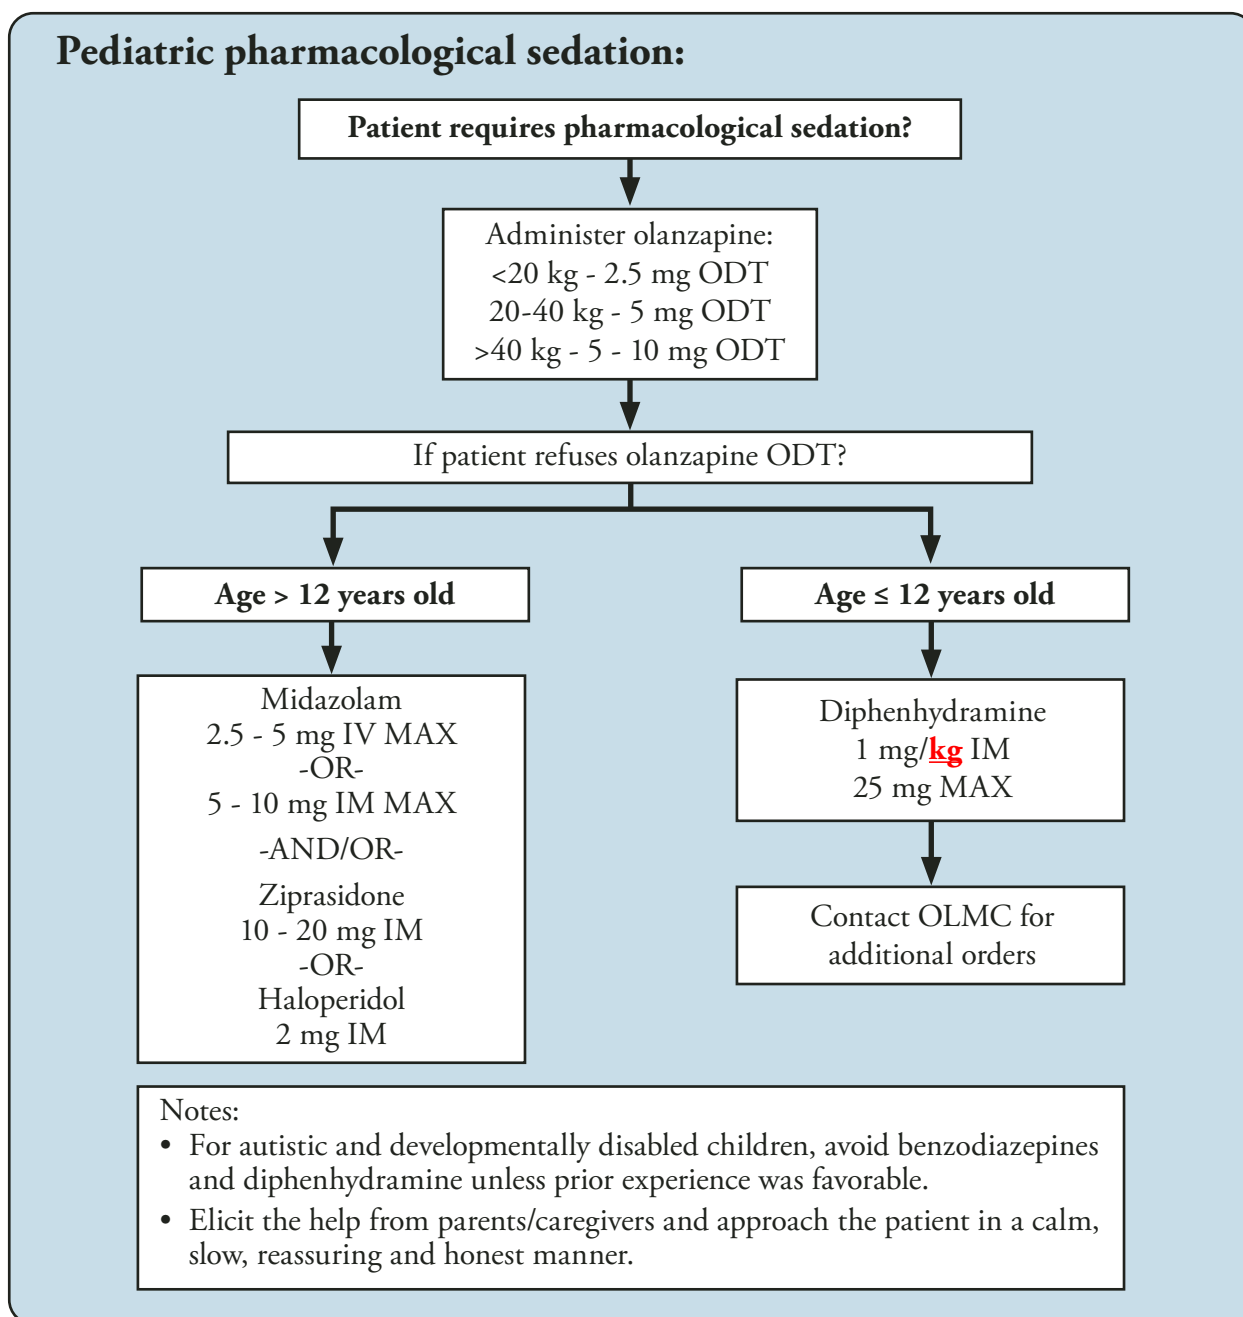 Pediatric pharmacological sedation:
Patient requires pharmacological sedation?
Administer olanzapine:
<20 kg - 2.5 mg ODT
20-40 kg - 5 mg ODT
>40 kg - 5 - 10 mg ODT
If patient refuses olanzapine ODT?
Age > 12 years old
Midazolam
2.5 - 5 mg IV MAX
-OR-
5 - 10 mg IM MAX
-AND/OR-
Ziprasidone
10 - 20 mg IM
-OR-
Haloperidol
2 mg IM
Age ≤ 12 years old
Diphenhydramine
1 mg/kg IM
25 mg MAX
Contact OLMC for
additional orders
Notes:
• For autistic and developmentally disabled children, avoid benzodiazepines
and diphenhydramine unless prior experience was favorable.
• Elicit the help from parents/caregivers and approach the patient in a calm,
slow, reassuring and honest manner.